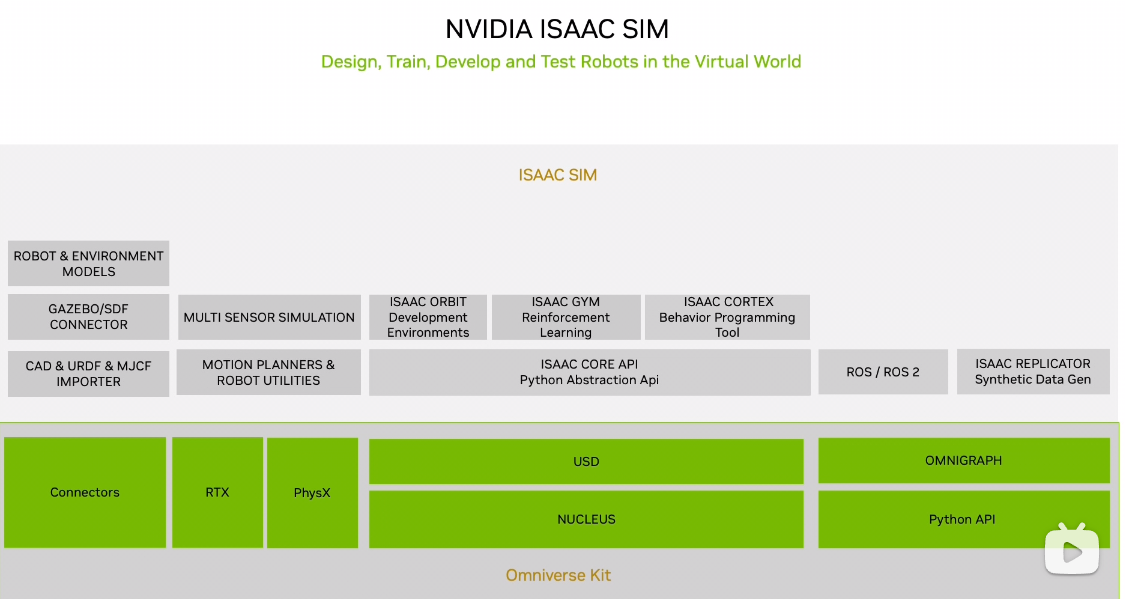 NVIDIA ISAAC SIM
Design, Train, Develop and Test Robots in the Virtual World
ISAAC SIM
ROBOT & ENVIRONMENT
MODELS
GAZEBO/SDF
CONNECTOR
MULTI SENSOR SIMULATION
ISAAC ORBIT
Development
Environments
ISAAC GYM
Reinforcement
Learning
ISAAC CORTEX
Behavior Programming
Tool
CAD & URDF & MJCF
IMPORTER
MOTION PLANNERS &
ROBOT UTILITIES
ISAAC CORE API
Python Abstraction Api
ROS / ROS 2
ISAAC REPLICATOR
Synthetic Data Gen
Connectors
RTX
PhysX
USD
NUCLEUS
OMNIGRAPH
Python API
Omniverse Kit